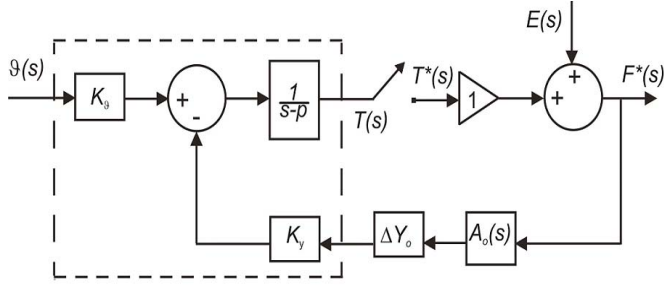 E(s)
ϑ(s)
T*(s)
F*(s)
Kϑ
+
-
1
s-p
T(s)
1
+
+
Ky
ΔYo
Ao(s)